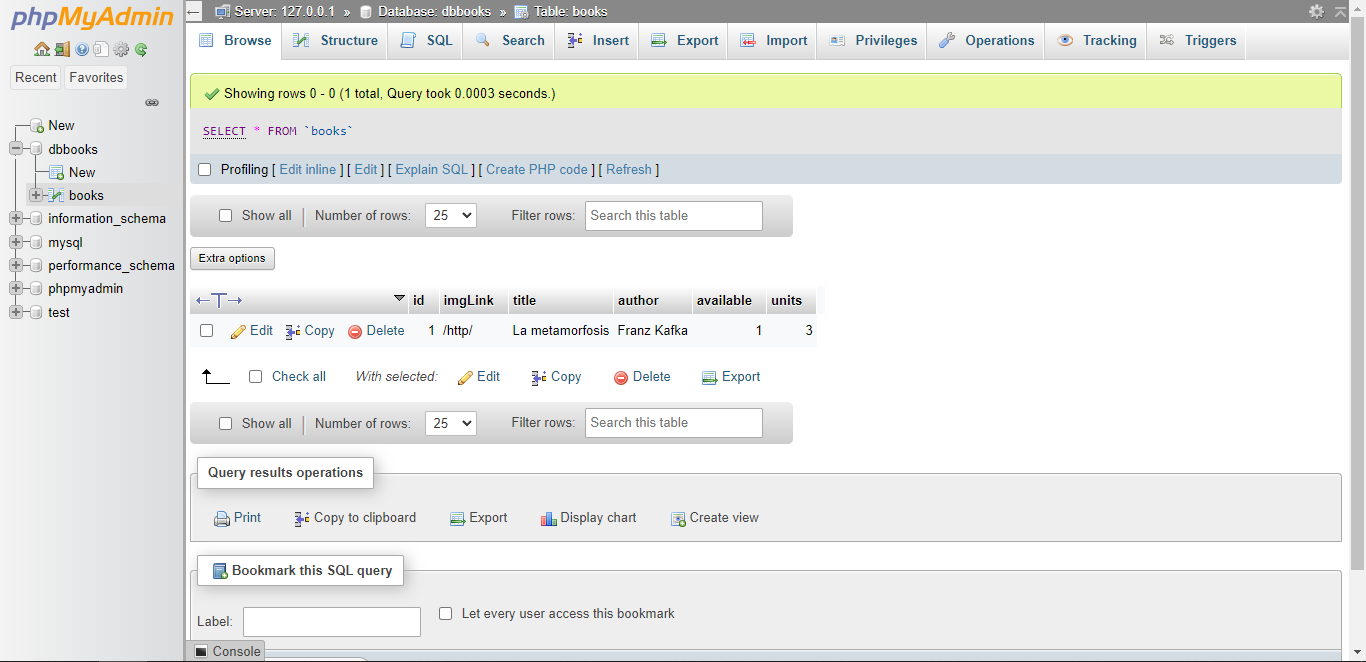 phpMyAdmin
Recent Favorites
New
dbbooks
New
books
information_schema
mysql
performance_schema
phpmyadmin
test
Server: 127.0.0.1 » Database: dbbooks » Table: books
Browse Structure SQL Search Insert Export Import Privileges Operations Tracking Triggers
Showing rows 0 - 0 (1 total, Query took 0.0003 seconds.)
SELECT * FROM `books`
Profiling [ Edit inline ] [ Edit ] [ Explain SQL ] [ Create PHP code ] [ Refresh ]
Show all Number of rows: 25 Filter rows: Search this table
Extra options
←T→ id imgLink title author available units
Edit Copy Delete 1 /http/ La metamorfosis Franz Kafka 1 3
Check all With selected: Edit Copy Delete Export
Show all Number of rows: 25 Filter rows: Search this table
Query results operations
Print Copy to clipboard Export Display chart Create view
Bookmark this SQL query
Label: Let every user access this bookmark
Console